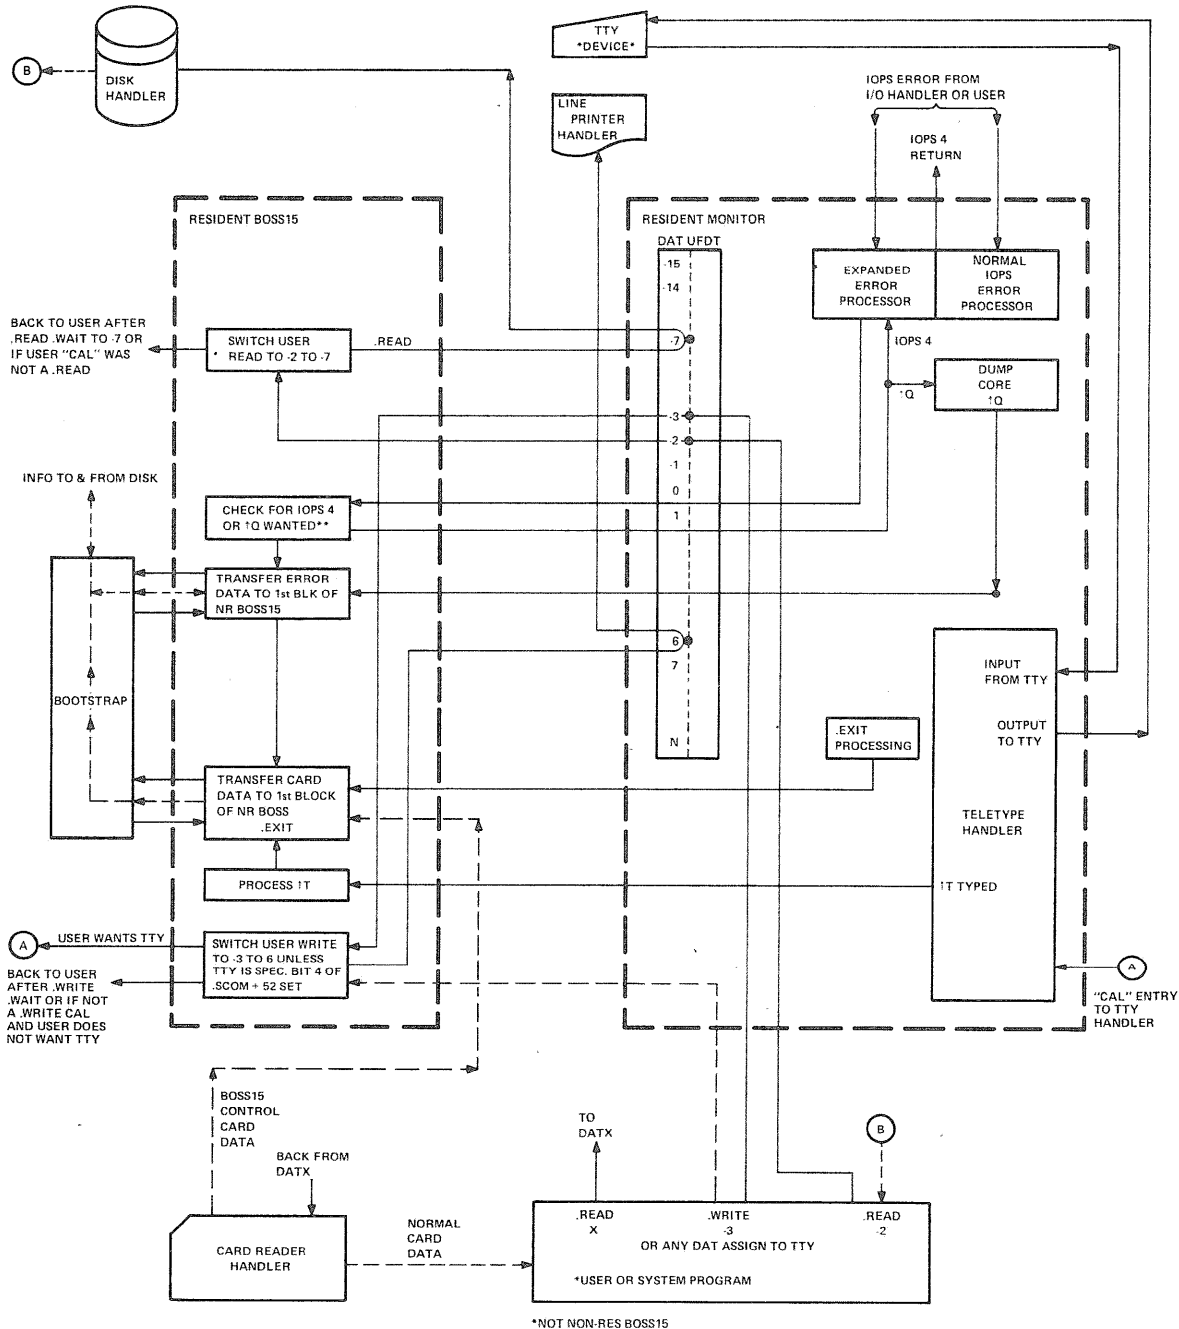 TTY
*DEVICE*
B
DISK
HANDLER
LINE
PRINTER
HANDLER
IOPS ERROR FROM
I/O HANDLER OR USER
IOPS 4
RETURN
RESIDENT BOSS15
RESIDENT MONITOR
DAT UFDT
-15
-14
EXPANDED
ERROR
PROCESSOR
NORMAL
IOPS
ERROR
PROCESSOR
BACK TO USER AFTER
.READ .WAIT TO -7 OR
IF USER "CAL" WAS
NOT A .READ
SWITCH USER
READ TO -2 TO -7
.READ
-7
IOPS 4
DUMP
CORE
↑Q
↑Q
-3
-2
-1
0
1
INFO TO & FROM DISK
CHECK FOR IOPS 4
OR ↑Q WANTED**
TRANSFER ERROR
DATA TO 1st BLK OF
NR BOSS15
6
7
N
INPUT
FROM TTY
OUTPUT
TO TTY
BOOTSTRAP
.EXIT
PROCESSING
TRANSFER CARD
DATA TO 1st BLOCK
OF NR BOSS
.EXIT
TELETYPE
HANDLER
PROCESS ↑T
↑T TYPED
A
USER WANTS TTY
SWITCH USER WRITE
TO -3 TO 6 UNLESS
TTY IS SPEC. BIT 4 OF
.SCOM + 52 SET
BACK TO USER
AFTER .WRITE
.WAIT OR IF NOT
A .WRITE CAL
AND USER DOES
NOT WANT TTY
A
"CAL" ENTRY
TO TTY
HANDLER
BOSS15
CONTROL
CARD
DATA
BACK FROM
DATX
TO
DATX
B
CARD READER
HANDLER
NORMAL
CARD
DATA
.READ
X
.WRITE
-3
.READ
-2
OR ANY DAT ASSIGN TO TTY
*USER OR SYSTEM PROGRAM
*NOT NON-RES BOSS15